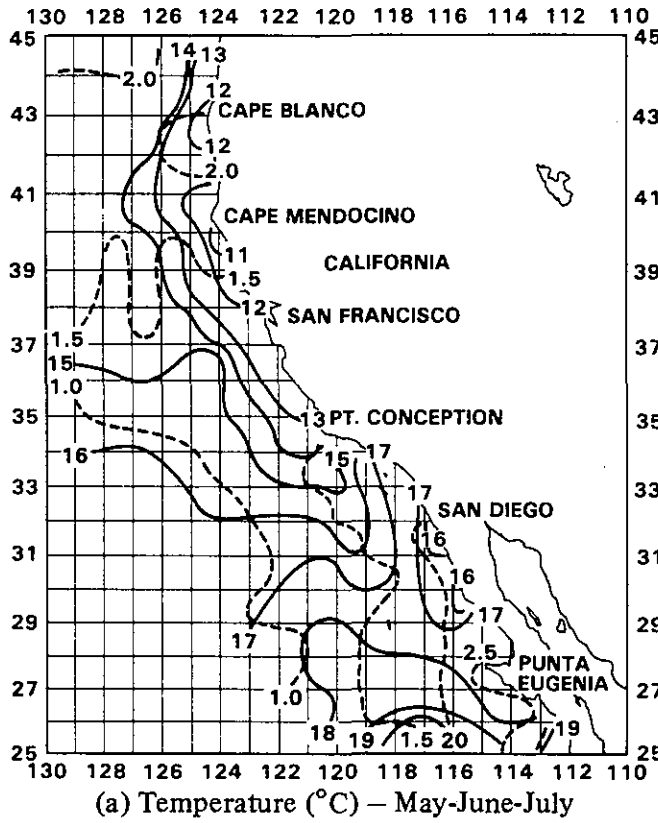 130 128 126 124 122 120 118 116 114 112 110
45 45
14 13
2.0
12
43 CAPE BLANCO 43
12
2.0
41 CAPE MENDOCINO 41
11
39 1.5 CALIFORNIA 39
12
SAN FRANCISCO
1.5
37 37
15
1.0
35 13 PT. CONCEPTION 35
16 15 17
33 17 33
SAN DIEGO
31 16 31
16
29 17 17 29
2.5
PUNTA
27 1.0 EUGENIA 27
18 19 1.5 20 19
25 25
130 128 126 124 122 120 118 116 114 112 110
(a) Temperature (°C) – May-June-July